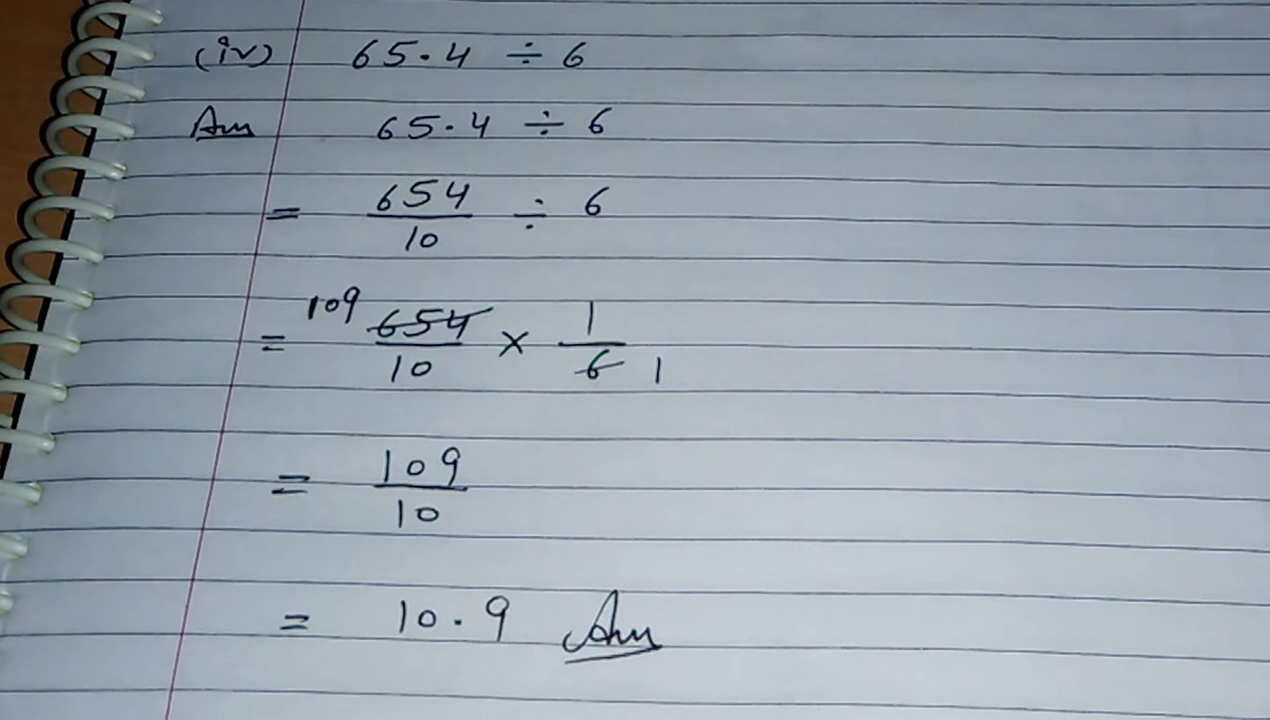 (iv) 65.4 ÷ 6
Ans 65.4 ÷ 6
= 654/10 ÷ 6
= 109 654/10 × 1/6 1
= 109/10
= 10.9 Ans